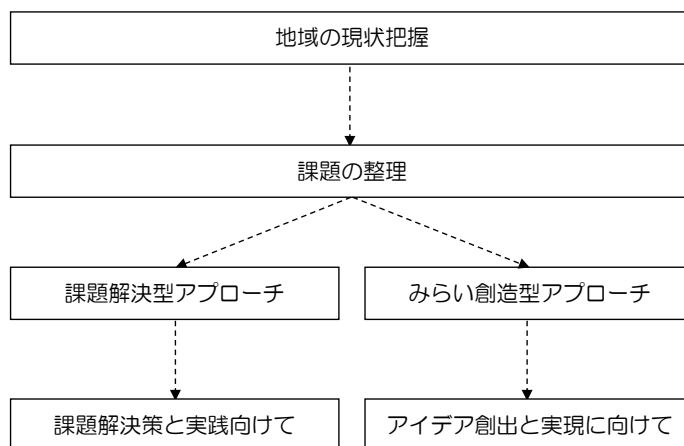 地域の現状把握
課題の整理
課題解決型アプローチ
みらい創造型アプローチ
課題解決策と実践向けて
アイデア創出と実現に向けて